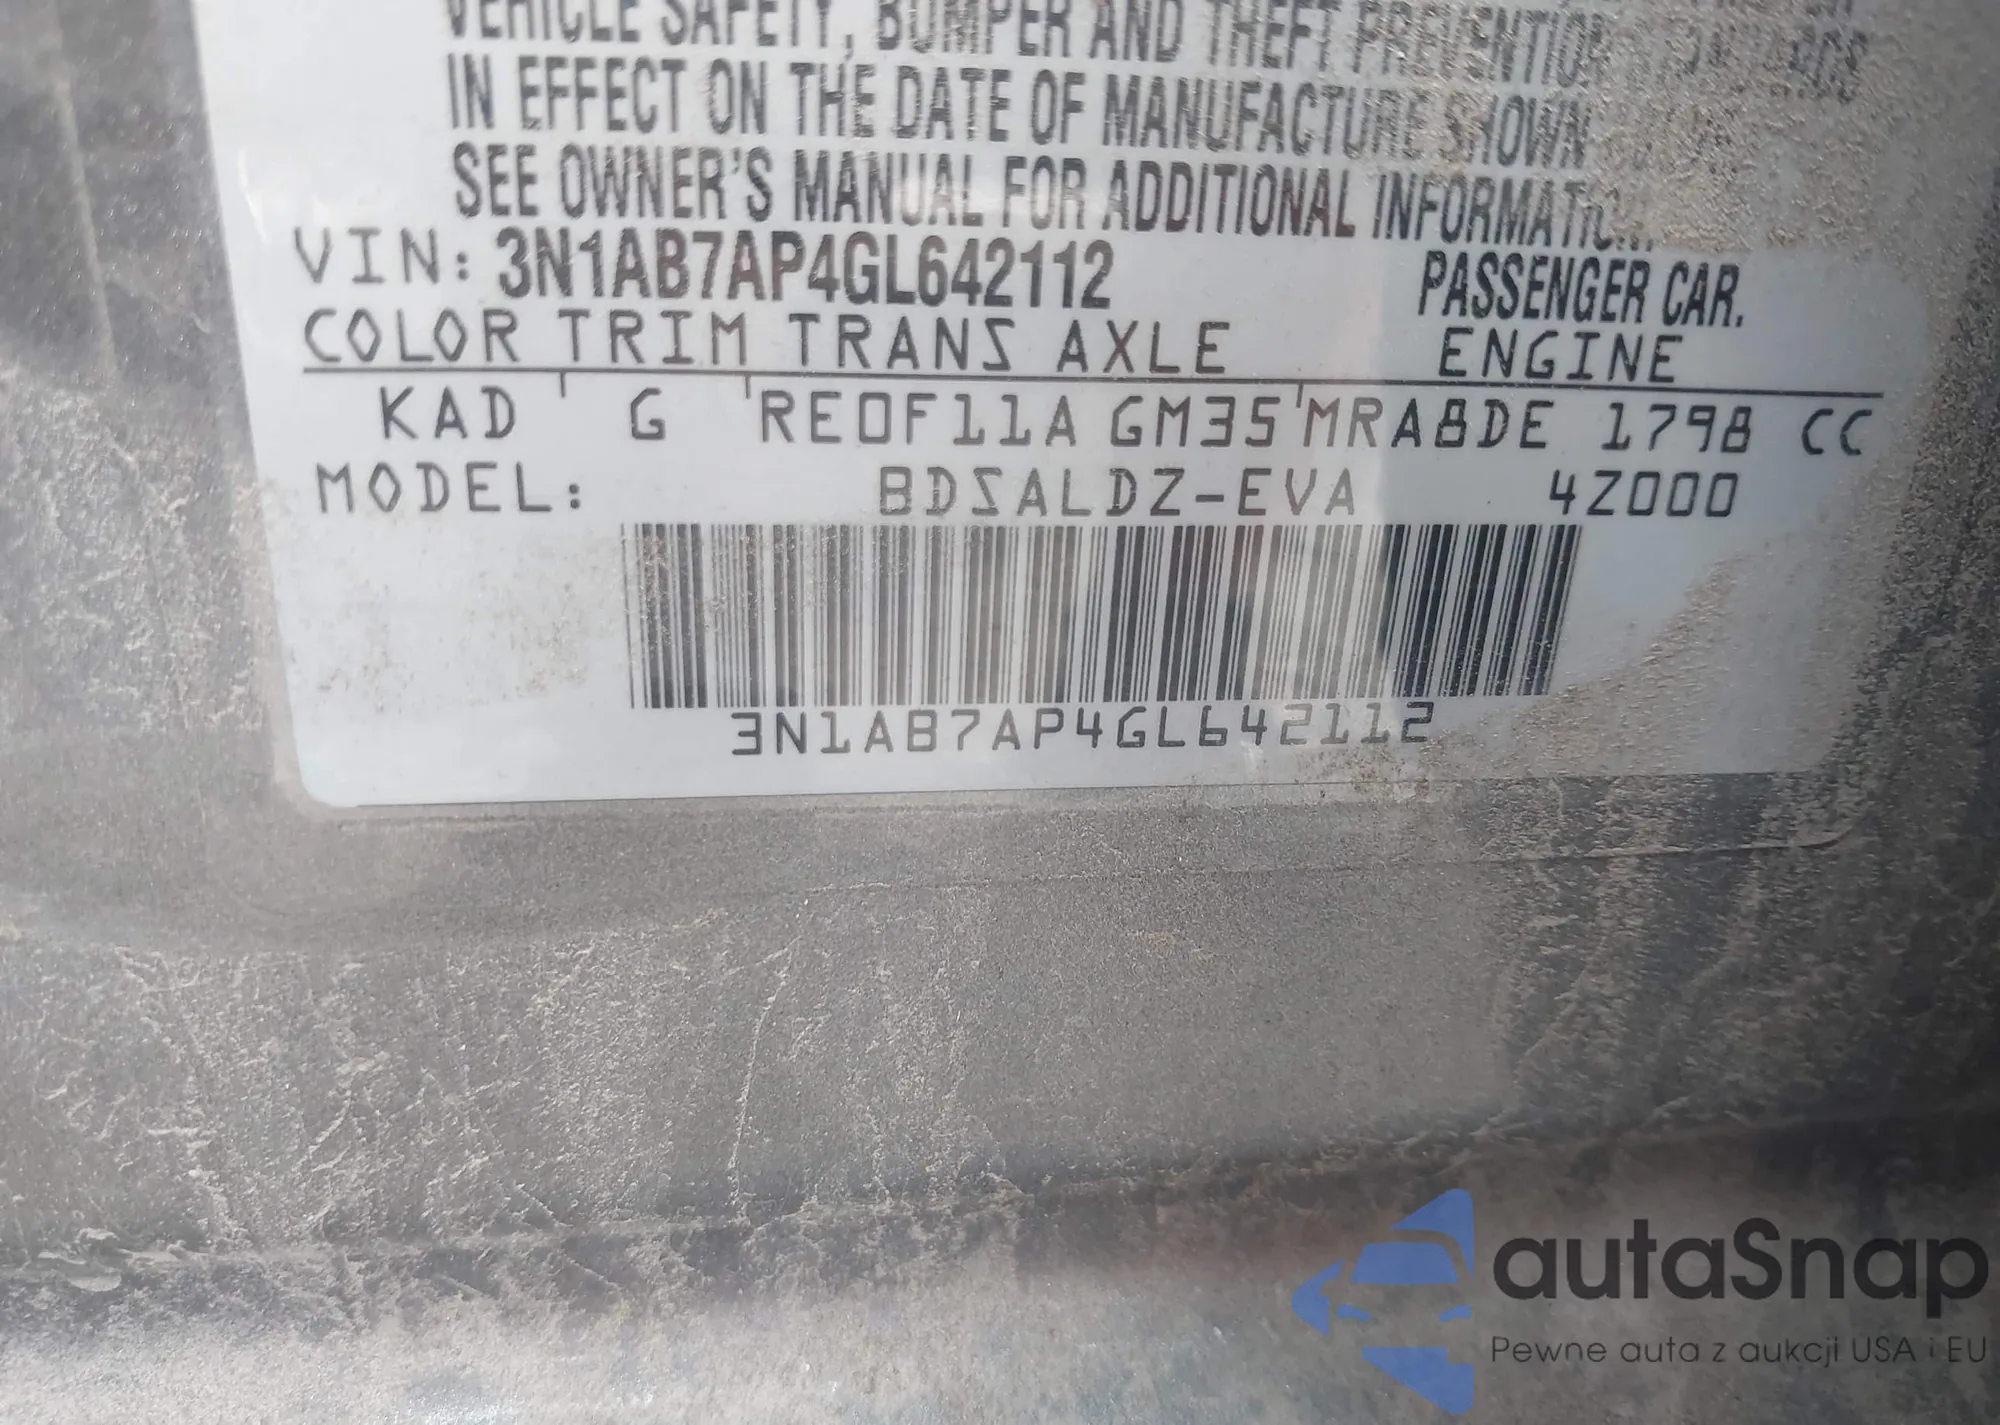 VEHICLE SAFETY, BUMPER AND THEFT PREVENTION STANDARDS
IN EFFECT ON THE DATE OF MANUFACTURE SHOWN
SEE OWNER'S MANUAL FOR ADDITIONAL INFORMATION.
VIN: 3N1AB7AP4GL642112 PASSENGER CAR.
COLOR TRIM TRANS AXLE ENGINE
KAD G RE0F11A GM35 MRA8DE 1798 CC
MODEL: BDSALDZ-EVA 4Z000
3N1AB7AP4GL642112
autaSnap
Pewne auta z aukcji USA i EU